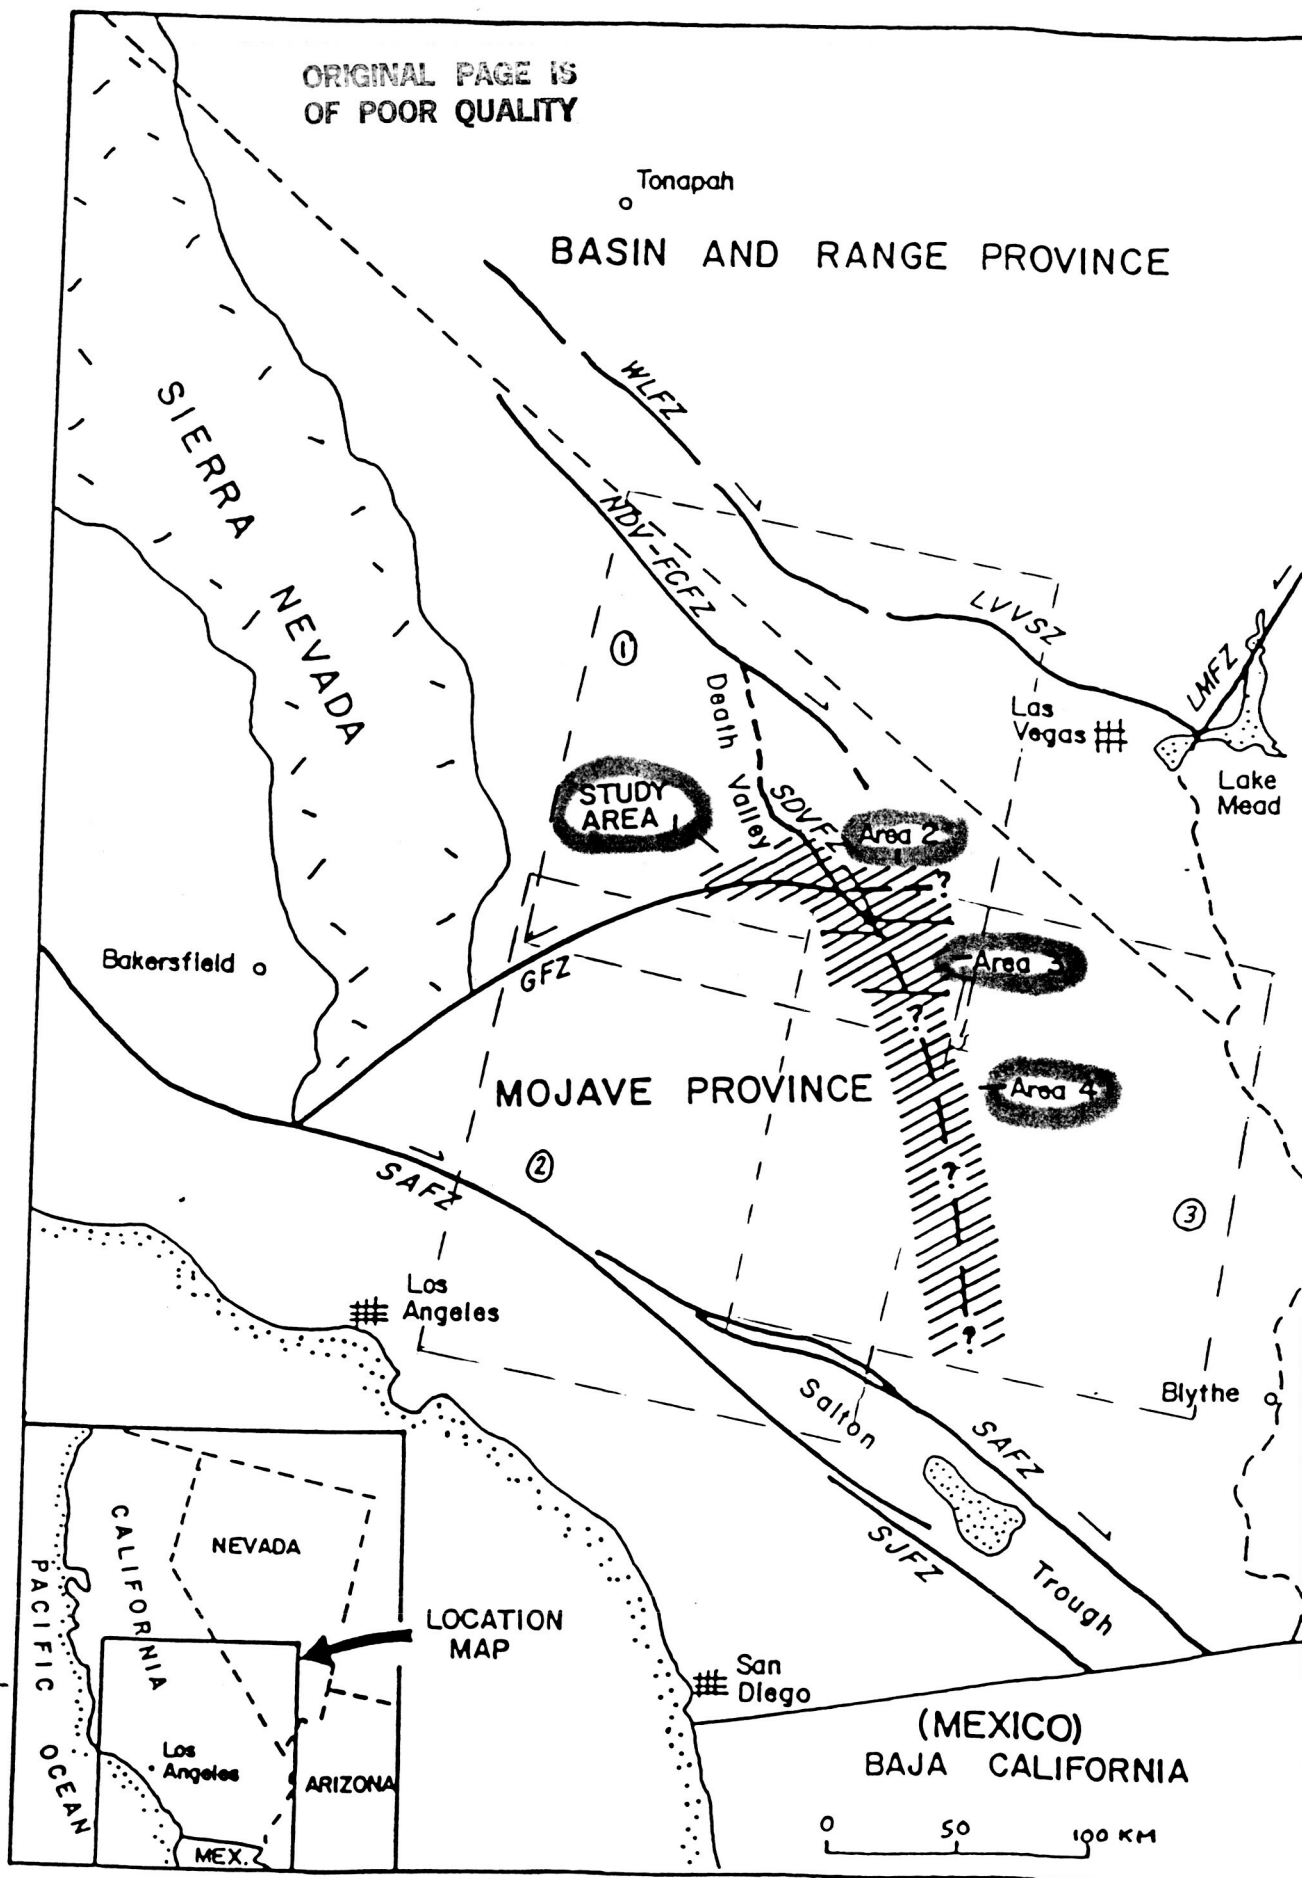 ORIGINAL PAGE IS
OF POOR QUALITY
Tonapah
BASIN AND RANGE PROVINCE
WLFZ
SIERRA NEVADA
NDV-FCFZ
LVVSZ
LMFZ
①
Death Valley
Las
Vegas
Lake
Mead
STUDY
AREA 1
SDVFZ
Area 2
?
Bakersfield
GFZ
Area 3
?
MOJAVE PROVINCE
Area 4
SAFZ
②
?
③
Los
Angeles
?
Blythe
Salton Trough
SAFZ
SJFZ
CALIFORNIA
NEVADA
PACIFIC OCEAN
LOCATION
MAP
Los
Angeles
ARIZONA
MEX.
San
Diego
(MEXICO)
BAJA CALIFORNIA
0 50 100 KM